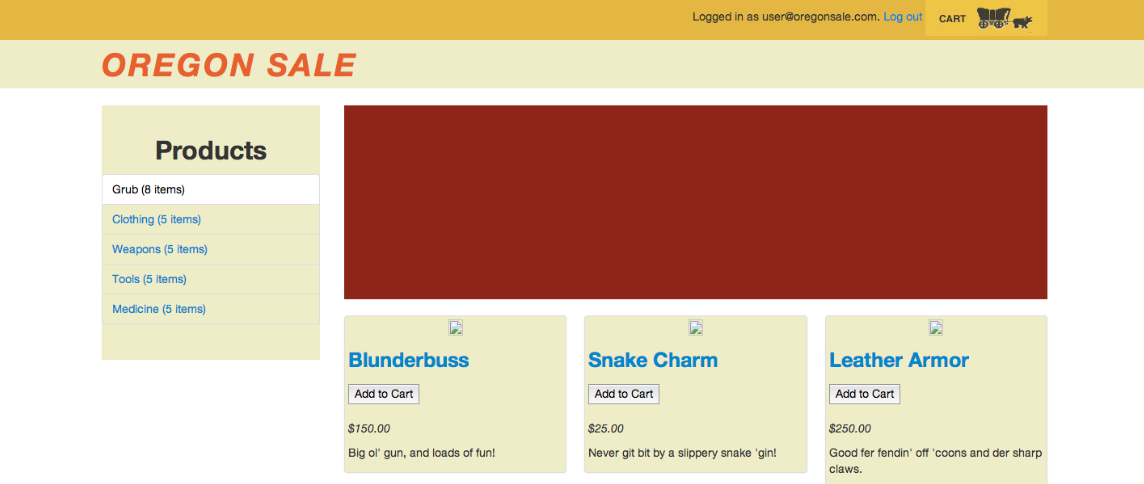 Logged in as user@oregonsale.com. Log out CART
OREGON SALE
Products
Grub (8 items)
Clothing (5 items)
Weapons (5 items)
Tools (5 items)
Medicine (5 items)
Blunderbuss
Add to Cart
$150.00
Big ol' gun, and loads of fun!
Snake Charm
Add to Cart
$25.00
Never git bit by a slippery snake 'gin!
Leather Armor
Add to Cart
$250.00
Good fer fendin' off 'coons and der sharp
claws.